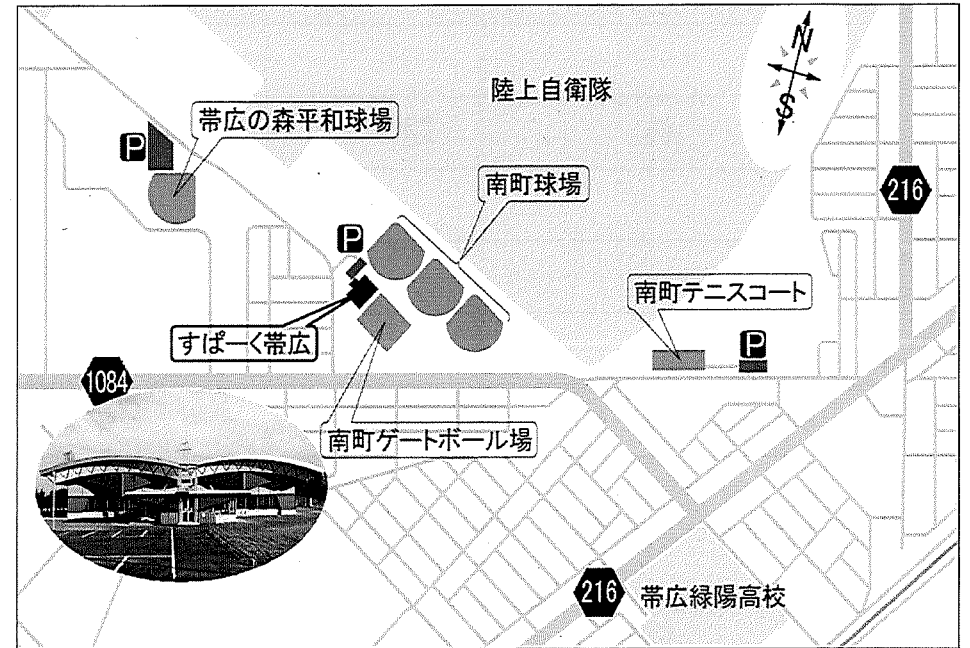 N
S
陸上自衛隊
帯広の森平和球場
P
216
南町球場
P
南町テニスコート
すぱーく帯広
P
1084
南町ゲートボール場
216
帯広緑陽高校